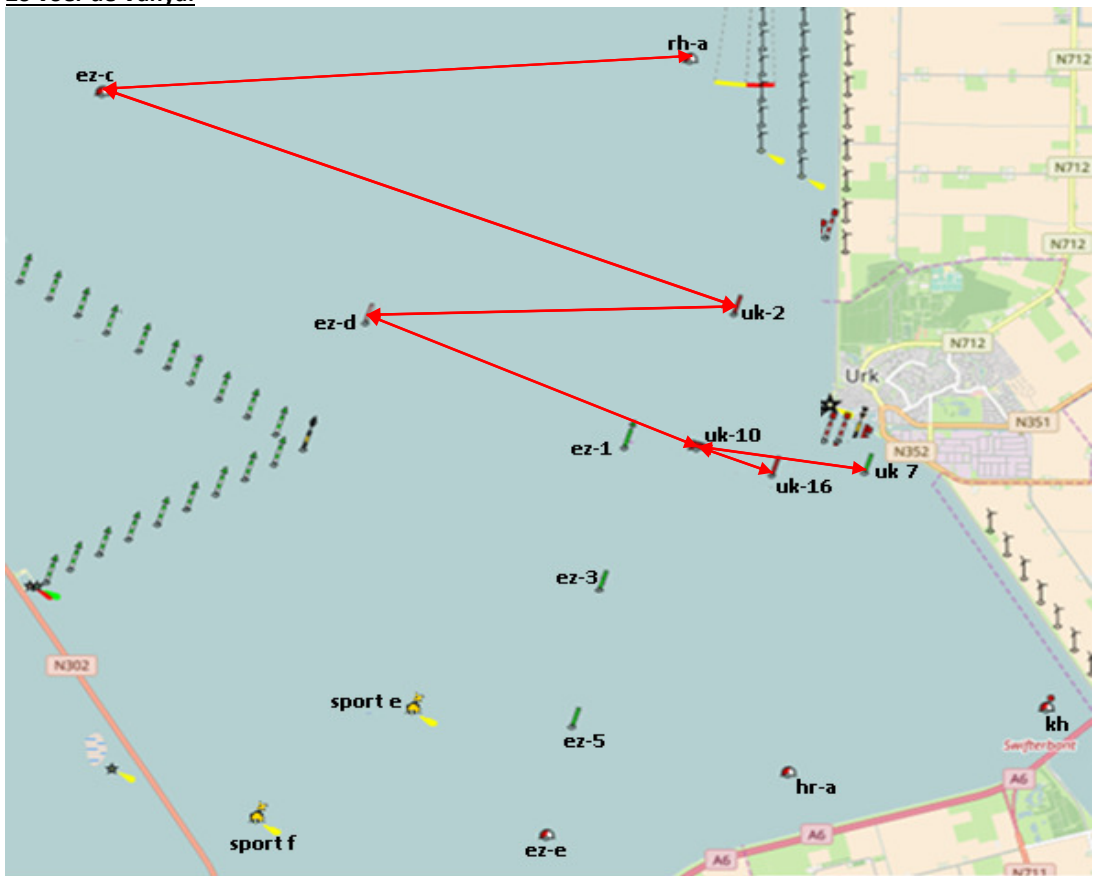 rh-a
ez-c
N712
N712
N712
ez-d
uk-2
N712
Urk
uk-10
N351
ez-1
N352
uk-16
uk 7
ez-3
N302
sport e
kh
ez-5
Swifterbant
hr-a
A6
sport f
ez-e
A6
A6
N711